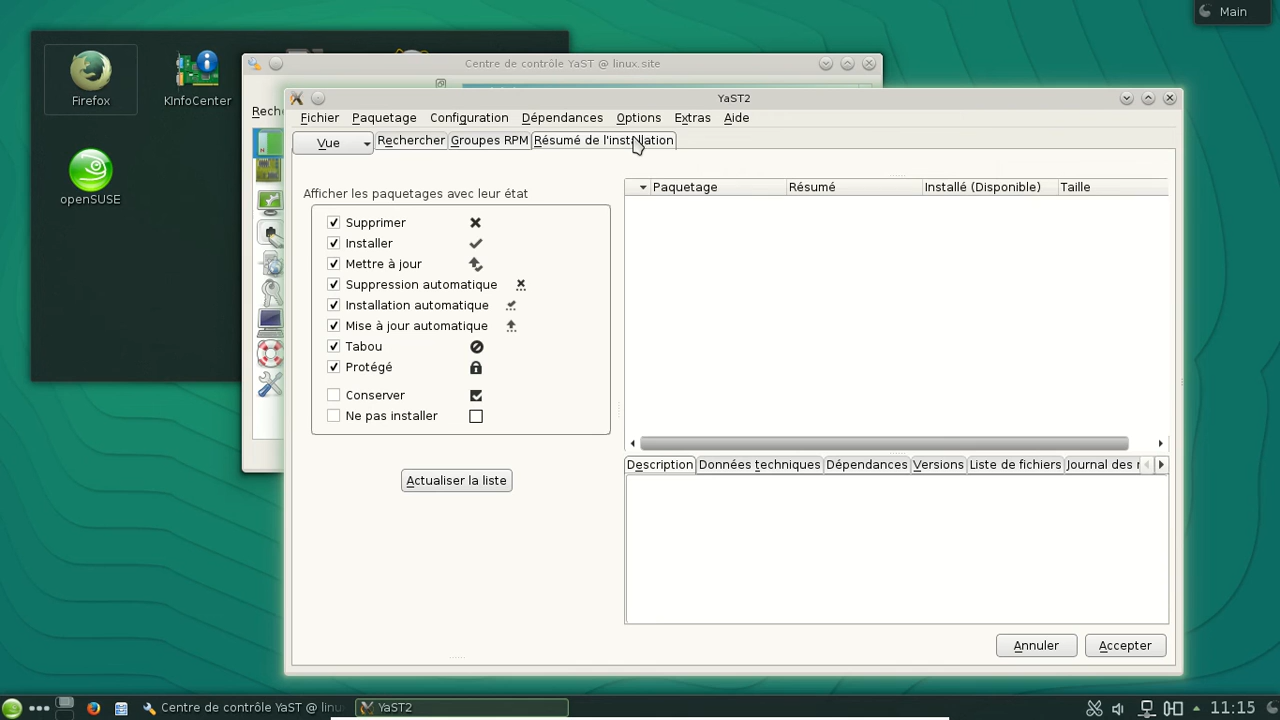 Main
Firefox
KInfoCenter
openSUSE
Centre de contrôle YaST @ linux.site
Rech
YaST2
Fichier Paquetage Configuration Dépendances Options Extras Aide
Vue Rechercher Groupes RPM Résumé de l'installation
Afficher les paquetages avec leur état
Supprimer
Installer
Mettre à jour
Suppression automatique
Installation automatique
Mise à jour automatique
Tabou
Protégé
Conserver
Ne pas installer
Actualiser la liste
Paquetage Résumé Installé (Disponible) Taille
Description Données techniques Dépendances Versions Liste de fichiers Journal des
Annuler Accepter
Centre de contrôle YaST @ linu YaST2 11:15